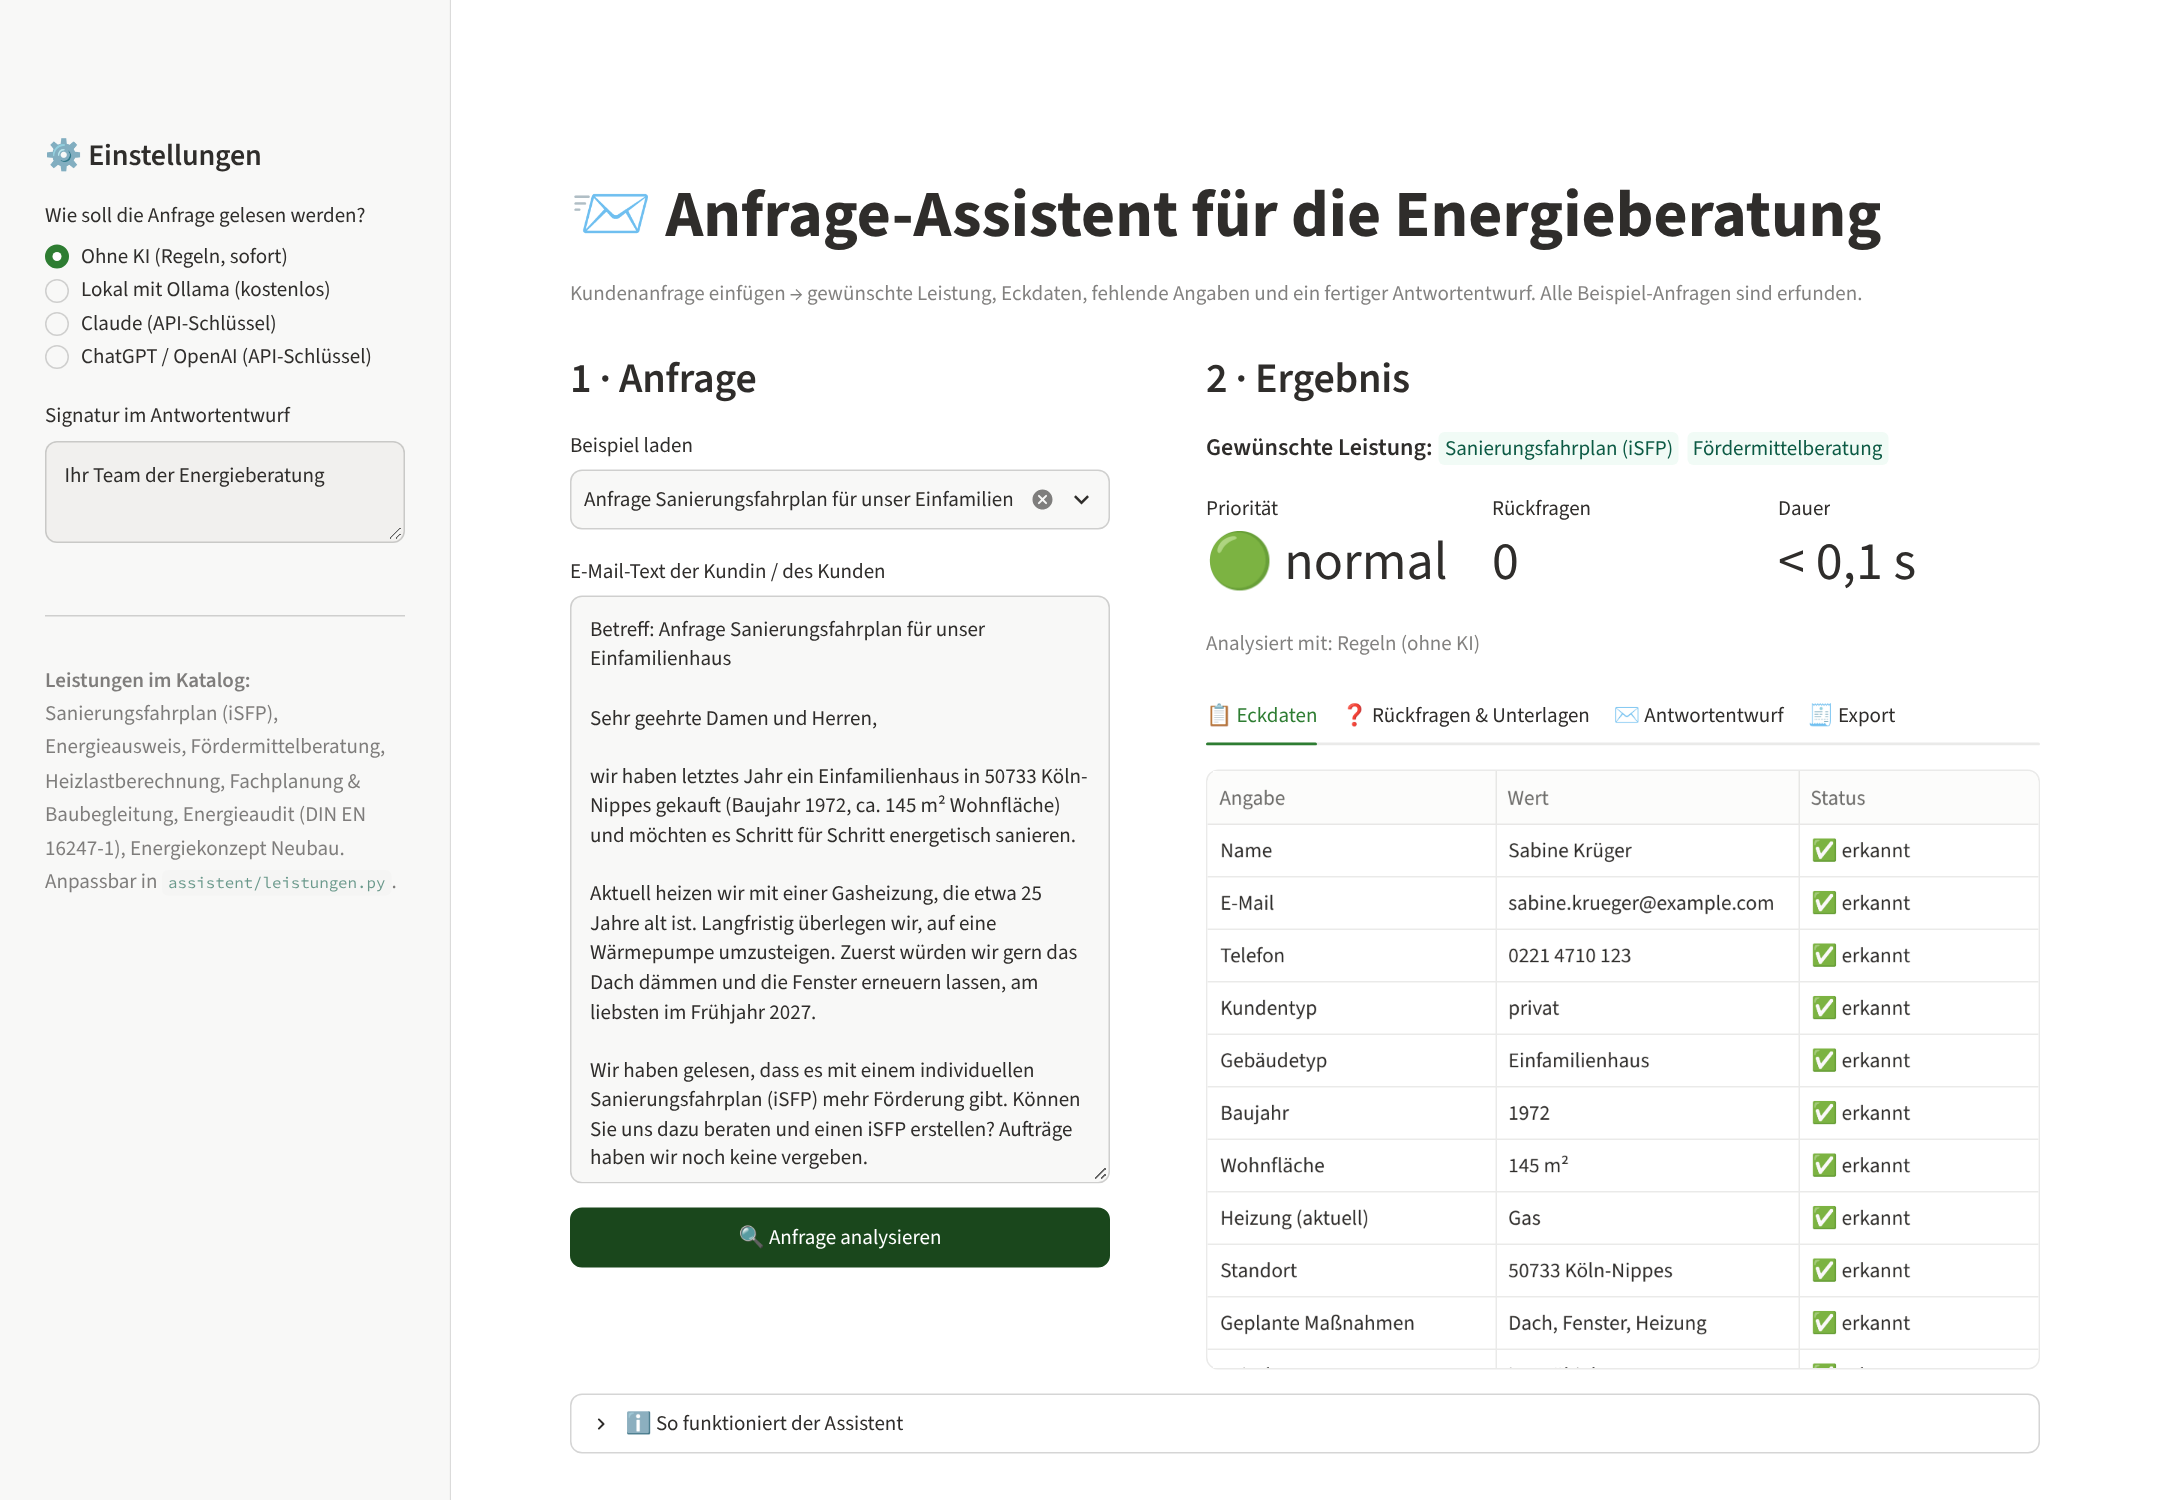 ⚙️ Einstellungen
Wie soll die Anfrage gelesen werden?
Ohne KI (Regeln, sofort)
Lokal mit Ollama (kostenlos)
Claude (API-Schlüssel)
ChatGPT / OpenAI (API-Schlüssel)
Signatur im Antwortentwurf
Ihr Team der Energieberatung
Leistungen im Katalog:
Sanierungsfahrplan (iSFP),
Energieausweis, Fördermittelberatung,
Heizlastberechnung, Fachplanung &
Baubegleitung, Energieaudit (DIN EN
16247-1), Energiekonzept Neubau.
Anpassbar in assistent/leistungen.py .
📨 Anfrage-Assistent für die Energieberatung
Kundenanfrage einfügen → gewünschte Leistung, Eckdaten, fehlende Angaben und ein fertiger Antwortentwurf. Alle Beispiel-Anfragen sind erfunden.
1 · Anfrage
Beispiel laden
Anfrage Sanierungsfahrplan für unser Einfamilien
E-Mail-Text der Kundin / des Kunden
Betreff: Anfrage Sanierungsfahrplan für unser
Einfamilienhaus
Sehr geehrte Damen und Herren,
wir haben letztes Jahr ein Einfamilienhaus in 50733 Köln-
Nippes gekauft (Baujahr 1972, ca. 145 m² Wohnfläche)
und möchten es Schritt für Schritt energetisch sanieren.
Aktuell heizen wir mit einer Gasheizung, die etwa 25
Jahre alt ist. Langfristig überlegen wir, auf eine
Wärmepumpe umzusteigen. Zuerst würden wir gern das
Dach dämmen und die Fenster erneuern lassen, am
liebsten im Frühjahr 2027.
Wir haben gelesen, dass es mit einem individuellen
Sanierungsfahrplan (iSFP) mehr Förderung gibt. Können
Sie uns dazu beraten und einen iSFP erstellen? Aufträge
haben wir noch keine vergeben.
🔍 Anfrage analysieren
2 · Ergebnis
Gewünschte Leistung: Sanierungsfahrplan (iSFP) Fördermittelberatung
Priorität Rückfragen Dauer
🟢 normal 0 < 0,1 s
Analysiert mit: Regeln (ohne KI)
📋 Eckdaten ❓ Rückfragen & Unterlagen ✉️ Antwortentwurf 🧾 Export
Angabe Wert Status
Name Sabine Krüger ✅ erkannt
E-Mail sabine.krueger@example.com ✅ erkannt
Telefon 0221 4710 123 ✅ erkannt
Kundentyp privat ✅ erkannt
Gebäudetyp Einfamilienhaus ✅ erkannt
Baujahr 1972 ✅ erkannt
Wohnfläche 145 m² ✅ erkannt
Heizung (aktuell) Gas ✅ erkannt
Standort 50733 Köln-Nippes ✅ erkannt
Geplante Maßnahmen Dach, Fenster, Heizung ✅ erkannt
ℹ️ So funktioniert der Assistent